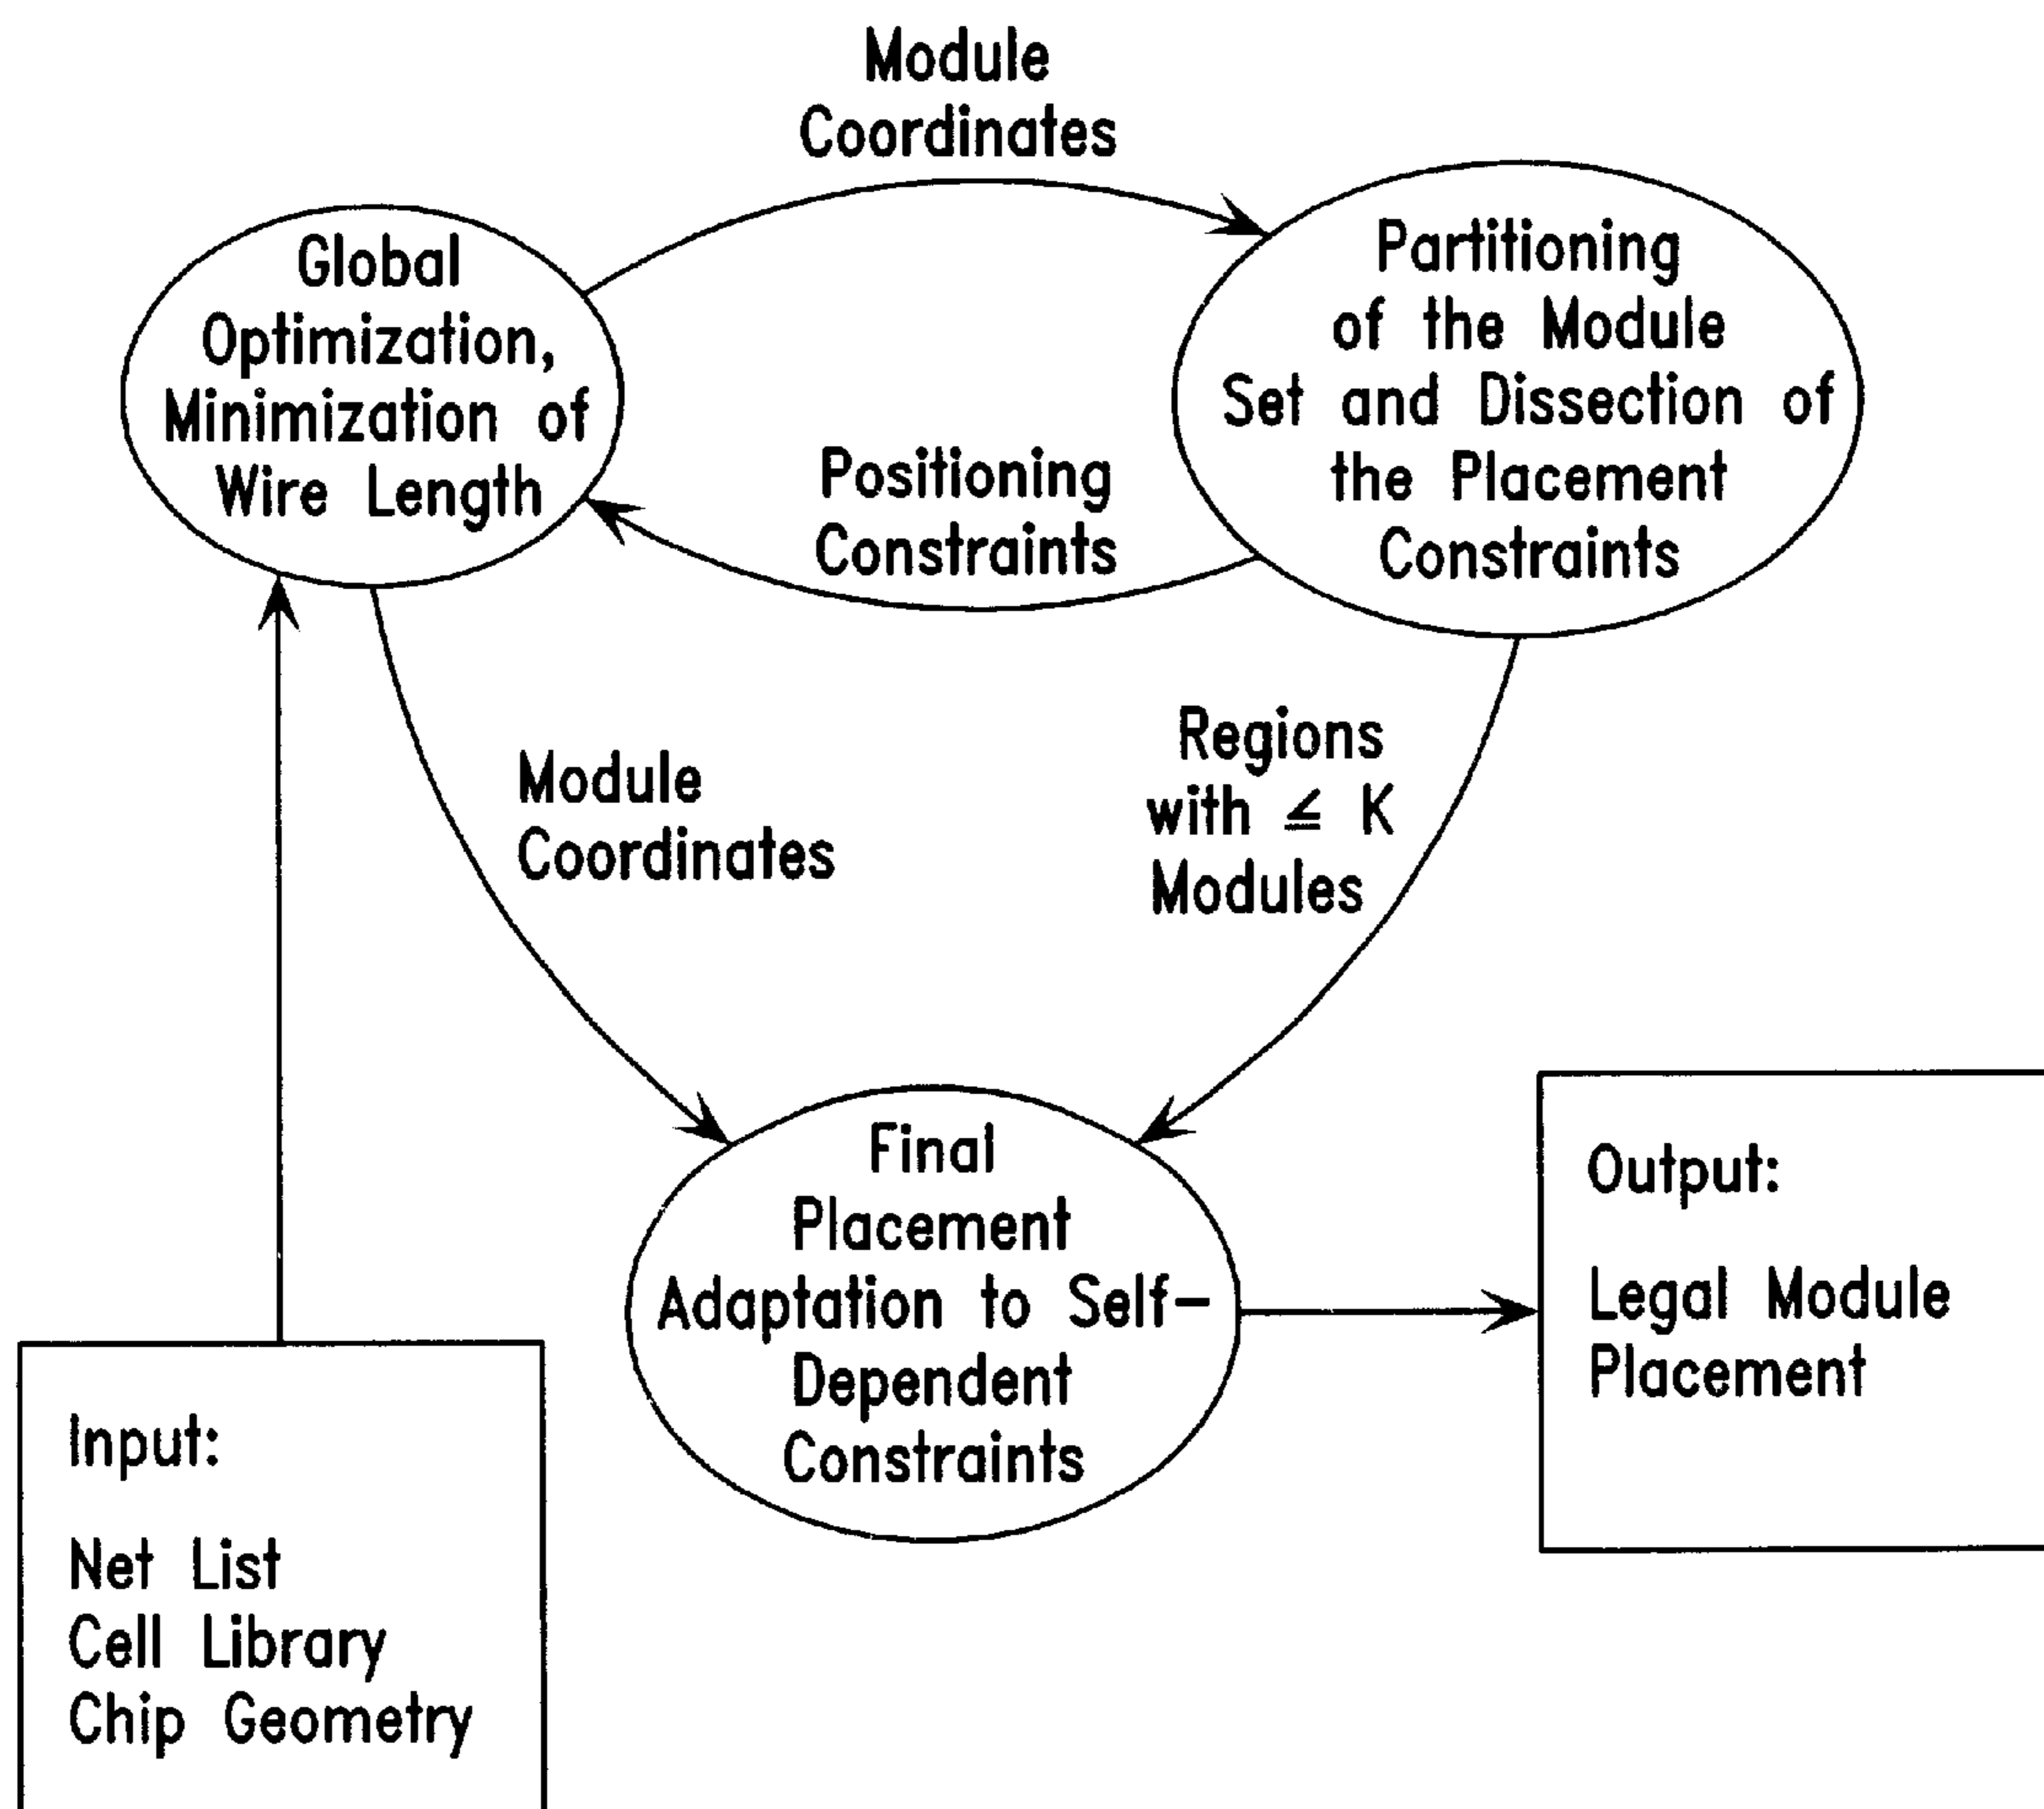 Module
Coordinates
Global
Optimization,
Minimization of
Wire Length
Partitioning
of the Module
Set and Dissection of
the Placement
Constraints
Positioning
Constraints
Module
Coordinates
Regions
with ≤ K
Modules
Final
Placement
Adaptation to Self-
Dependent
Constraints
Output:
Legal Module
Placement
Input:
Net List
Cell Library
Chip Geometry